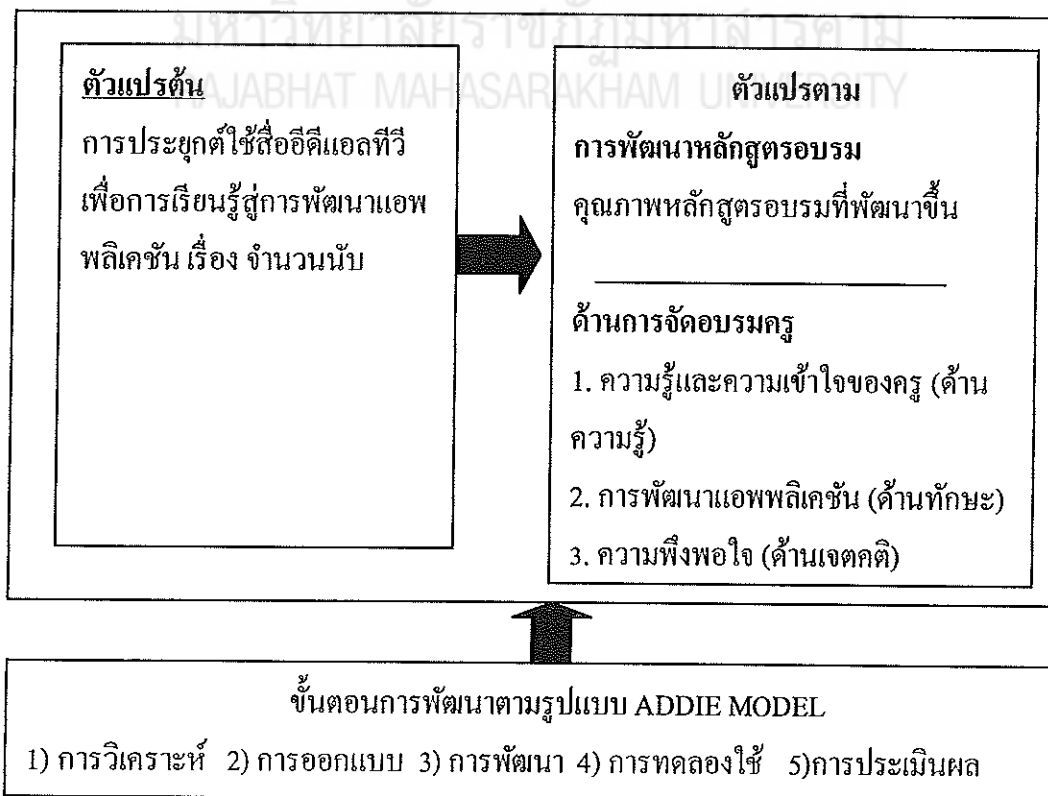 มหาวิทยาลัยราชภัฏมหาสารคาม
RAJABHAT MAHASARAKHAM UNIVERSITY
ตัวแปรต้น
การประยุกต์ใช้สื่ออีดีแอลทีวี
เพื่อการเรียนรู้สู่การพัฒนาแอพ
พลิเคชัน เรื่อง จำนวนนับ
ตัวแปรตาม
การพัฒนาหลักสูตรอบรม
คุณภาพหลักสูตรอบรมที่พัฒนาขึ้น
ด้านการจัดอบรมครู
1. ความรู้และความเข้าใจของครู (ด้าน
ความรู้)
2. การพัฒนาแอพพลิเคชัน (ด้านทักษะ)
3. ความพึงพอใจ (ด้านเจตคติ)
ขั้นตอนการพัฒนาตามรูปแบบ ADDIE MODEL
1) การวิเคราะห์ 2) การออกแบบ 3) การพัฒนา 4) การทดลองใช้ 5)การประเมินผล